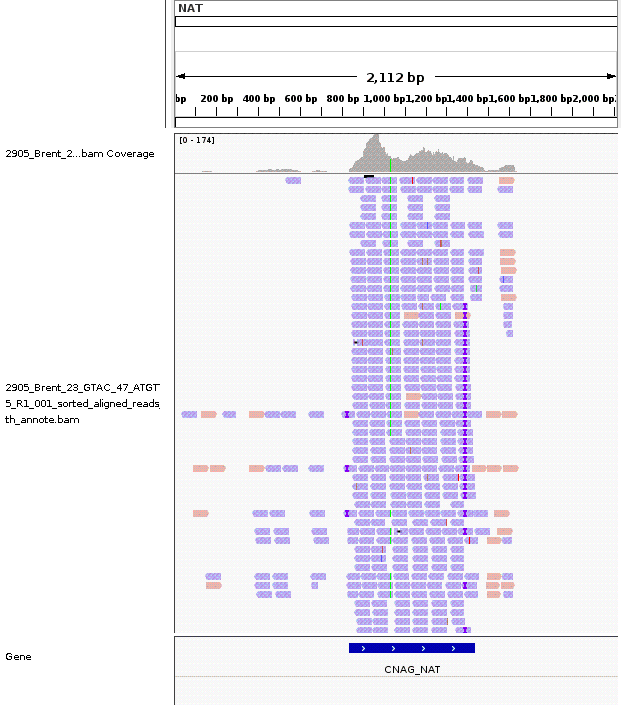 NAT
2,112 bp
bp 200 bp 400 bp 600 bp 800 bp 1,000 bp 1,200 bp 1,400 bp 1,600 bp 1,800 bp 2,000 bp
2905_Brent_2...bam Coverage
[0 - 174]
2905_Brent_23_GTAC_47_ATGT
5_R1_001_sorted_aligned_reads_
th_annote.bam
Gene
CNAG_NAT